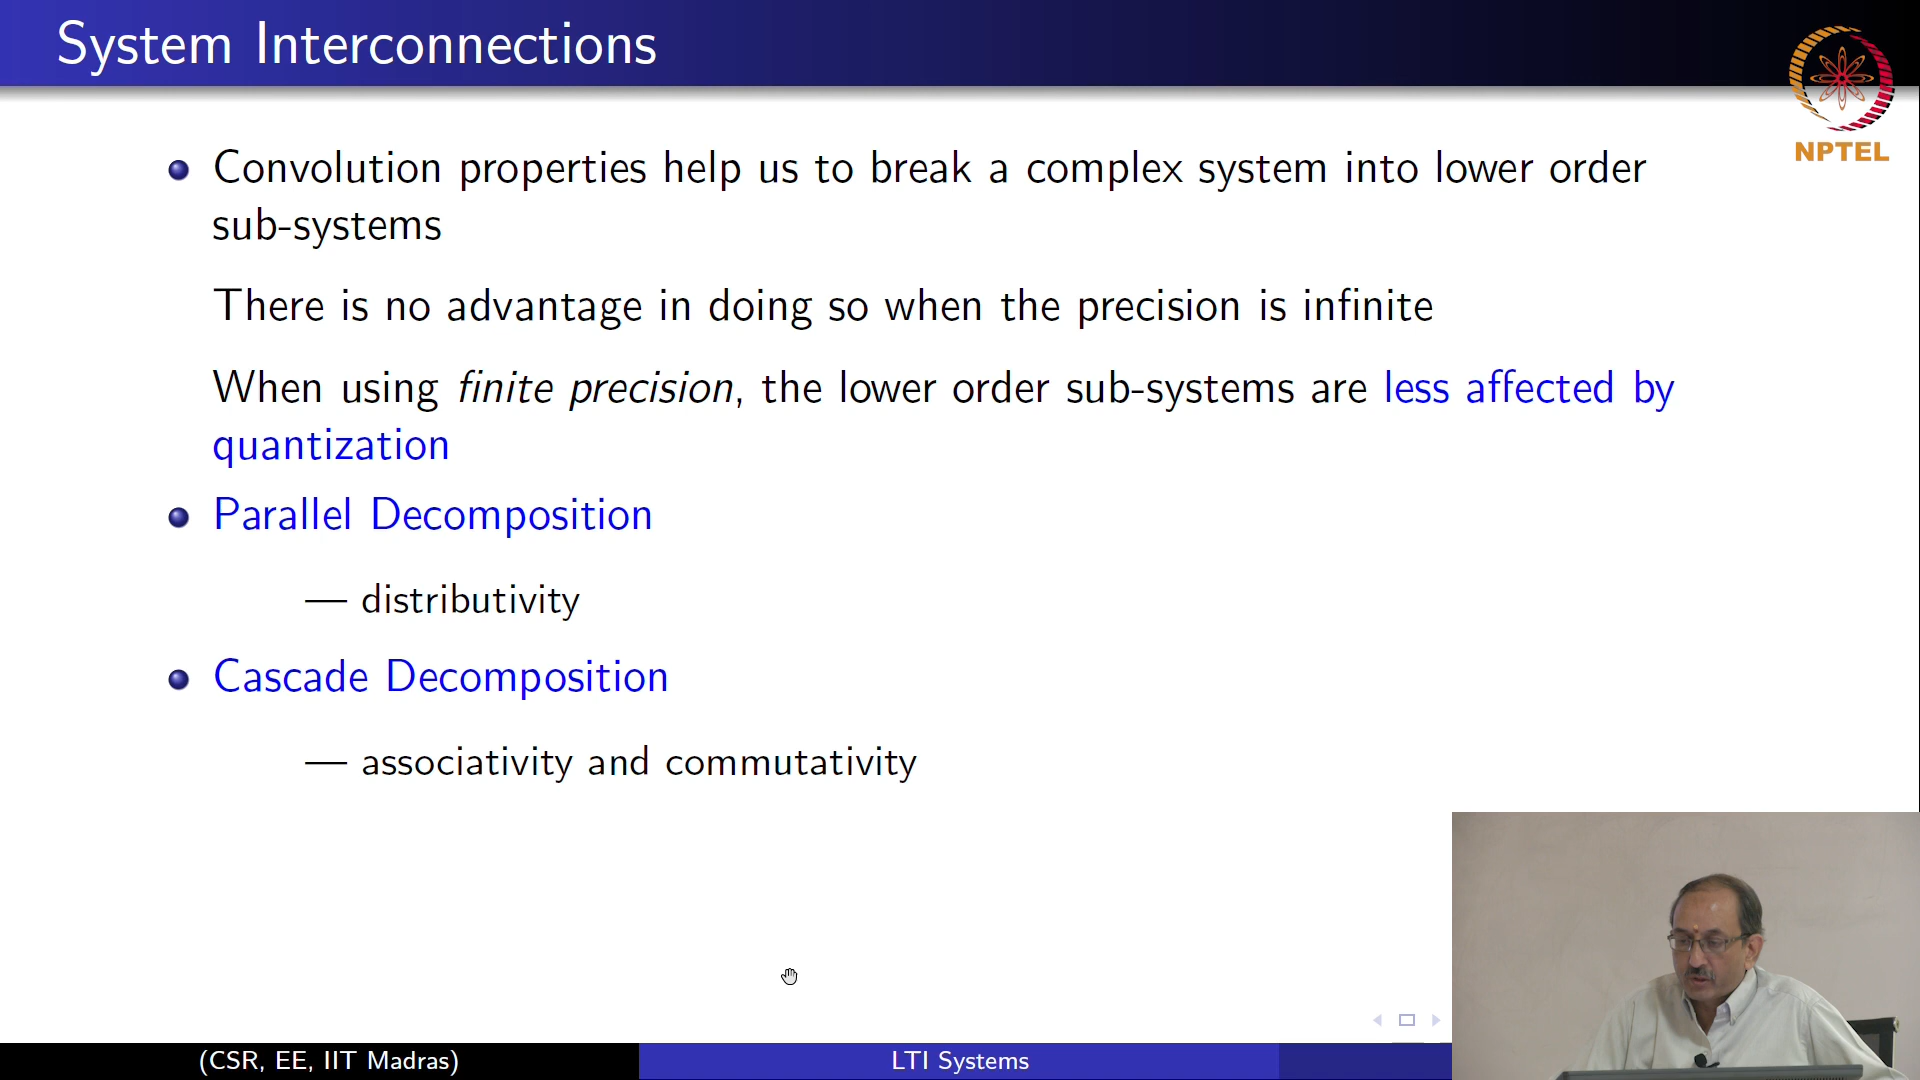 System Interconnections
NPTEL
Convolution properties help us to break a complex system into lower order
sub-systems
There is no advantage in doing so when the precision is infinite
When using finite precision, the lower order sub-systems are less affected by
quantization
Parallel Decomposition
— distributivity
Cascade Decomposition
— associativity and commutativity
(CSR, EE, IIT Madras)
LTI Systems